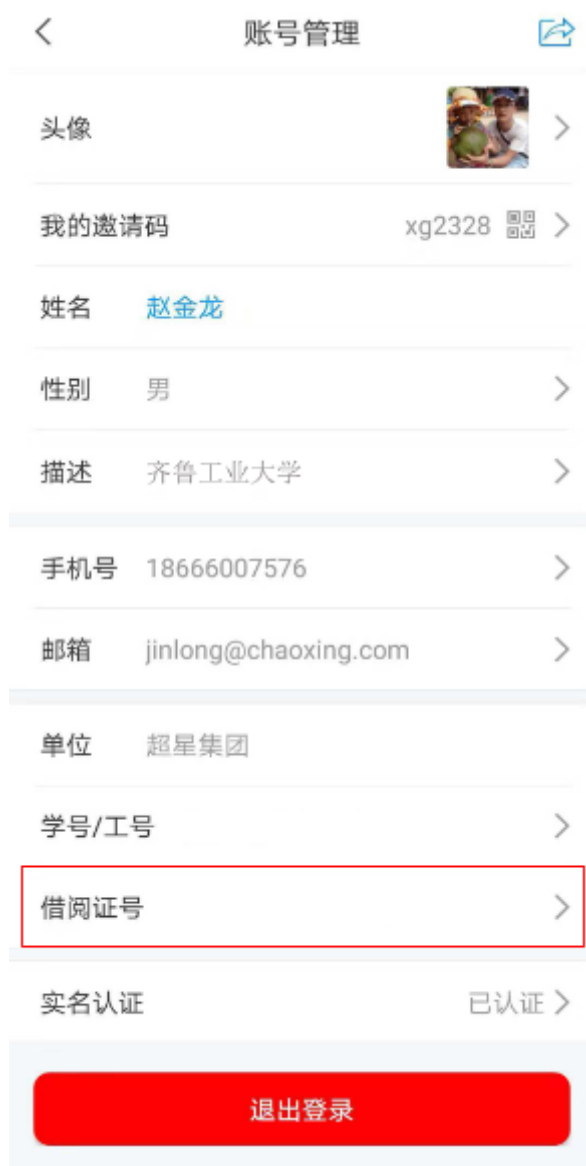 账号管理
头像
我的邀请码 xg2328
姓名 赵金龙
性别 男
描述 齐鲁工业大学
手机号 18666007576
邮箱 jinlong@chaoxing.com
单位 超星集团
学号/工号
借阅证号
实名认证 已认证
退出登录